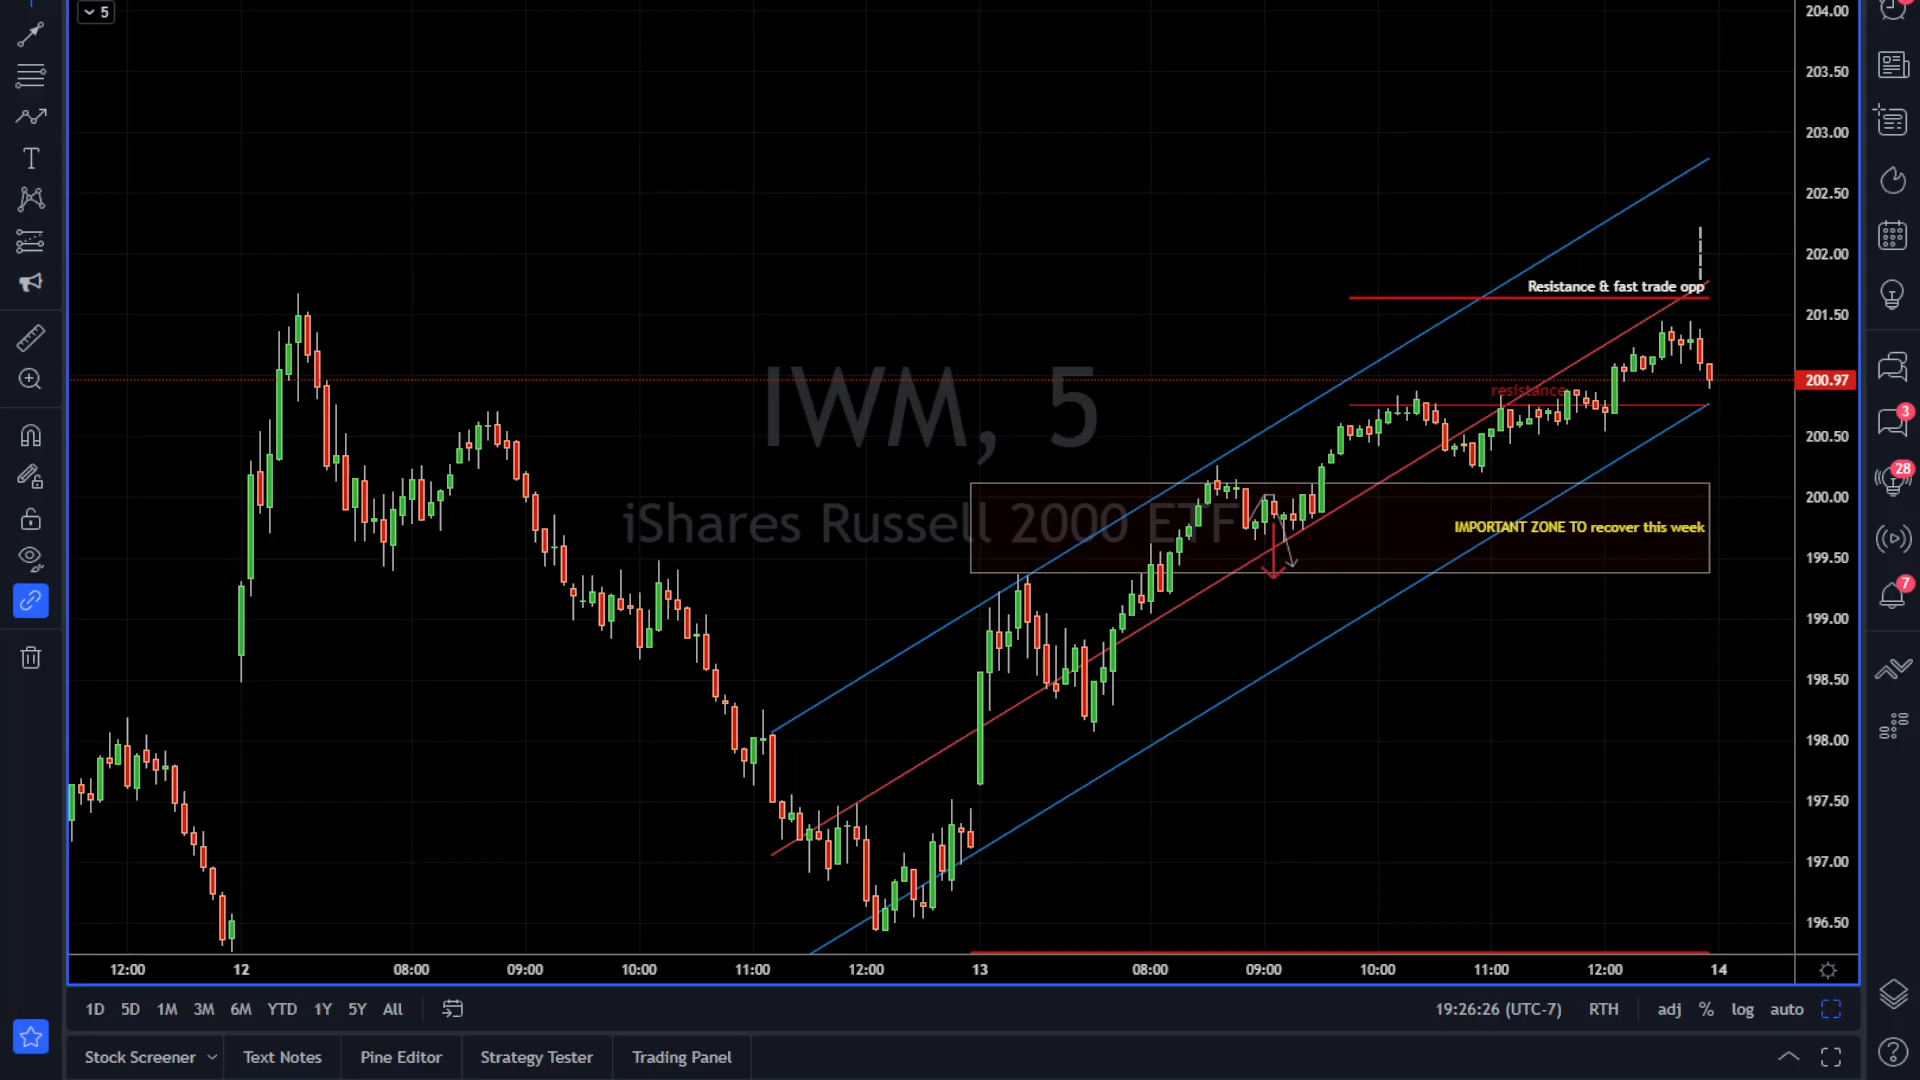 5
204.00
203.50
203.00
202.50
202.00
Resistance & fast trade opp
201.50
IWM, 5
200.97
resistance
3
200.50
28
200.00
iShares Russell 2000 ETF
IMPORTANT ZONE TO recover this week
199.50
7
199.00
198.50
198.00
197.50
197.00
196.50
12:00 12 08:00 09:00 10:00 11:00 12:00 13 08:00 09:00 10:00 11:00 12:00 14
1D 5D 1M 3M 6M YTD 1Y 5Y All 19:26:26 (UTC-7) RTH adj % log auto
Stock Screener Text Notes Pine Editor Strategy Tester Trading Panel